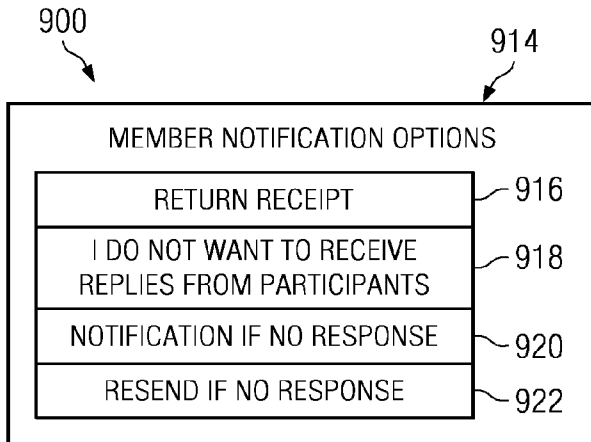 900
914
MEMBER NOTIFICATION OPTIONS
RETURN RECEIPT
916
I DO NOT WANT TO RECEIVE
REPLIES FROM PARTICIPANTS
918
NOTIFICATION IF NO RESPONSE
920
RESEND IF NO RESPONSE
922